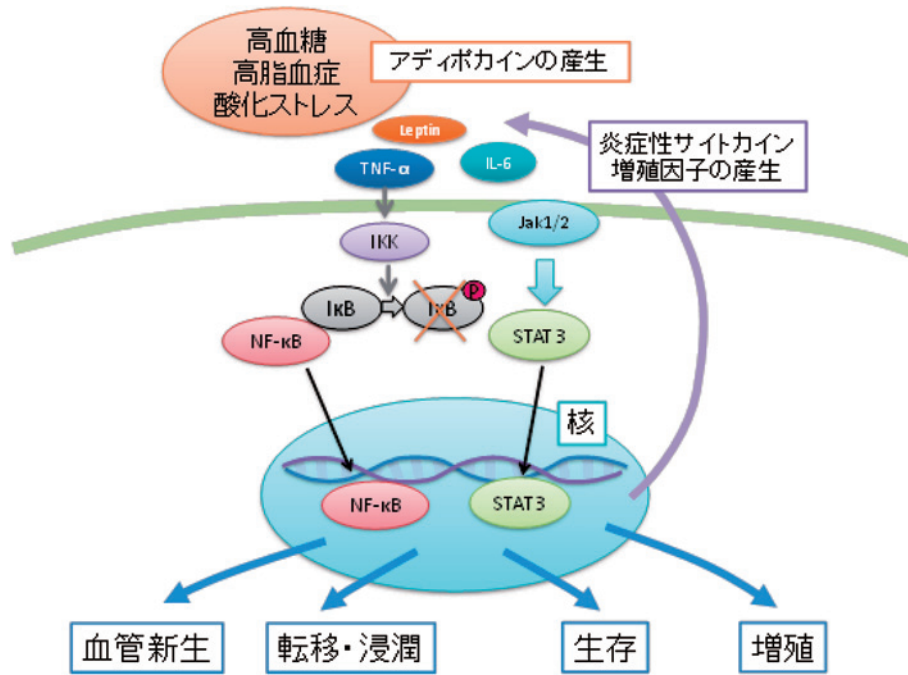 高血糖
高脂血症
酸化ストレス
アディポカインの産生
Leptin
TNF-α
IL-6
炎症性サイトカイン
増殖因子の産生
Jak1/2
IKK
IκB
IκB
P
NF-κB
STAT3
核
NF-κB
STAT3
血管新生
転移・浸潤
生存
増殖